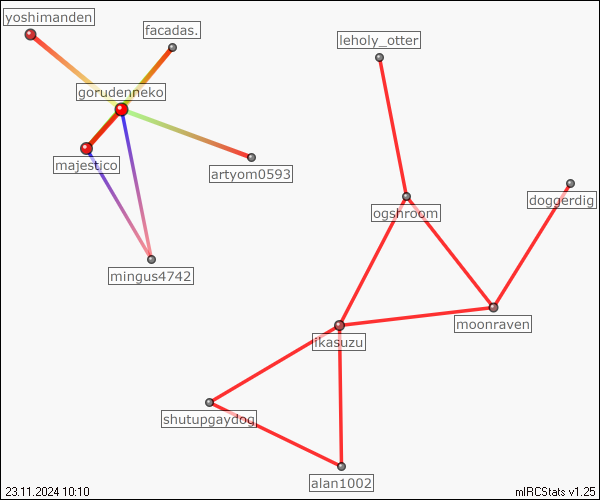 yoshimanden
facadas.
leholy_otter
gorudenneko
majestico
artyom0593
doggerdig
ogshroom
mingus4742
moonraven
ikasuzu
shutupgaydog
alan1002
23.11.2024 10:10
mIRCStats v1.25